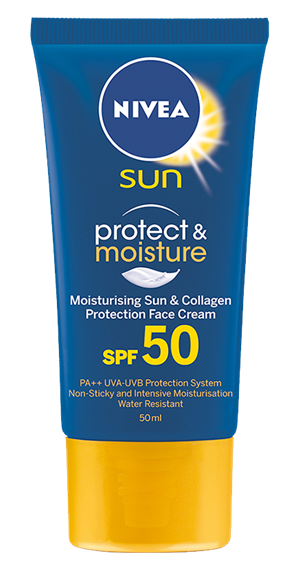 NIVEA
sun
protect &
moisture
Moisturising Sun & Collagen
Protection Face Cream
SPF 50
PA++ UVA-UVB Protection System
Non-Sticky and Intensive Moisturisation
Water Resistant
50ml